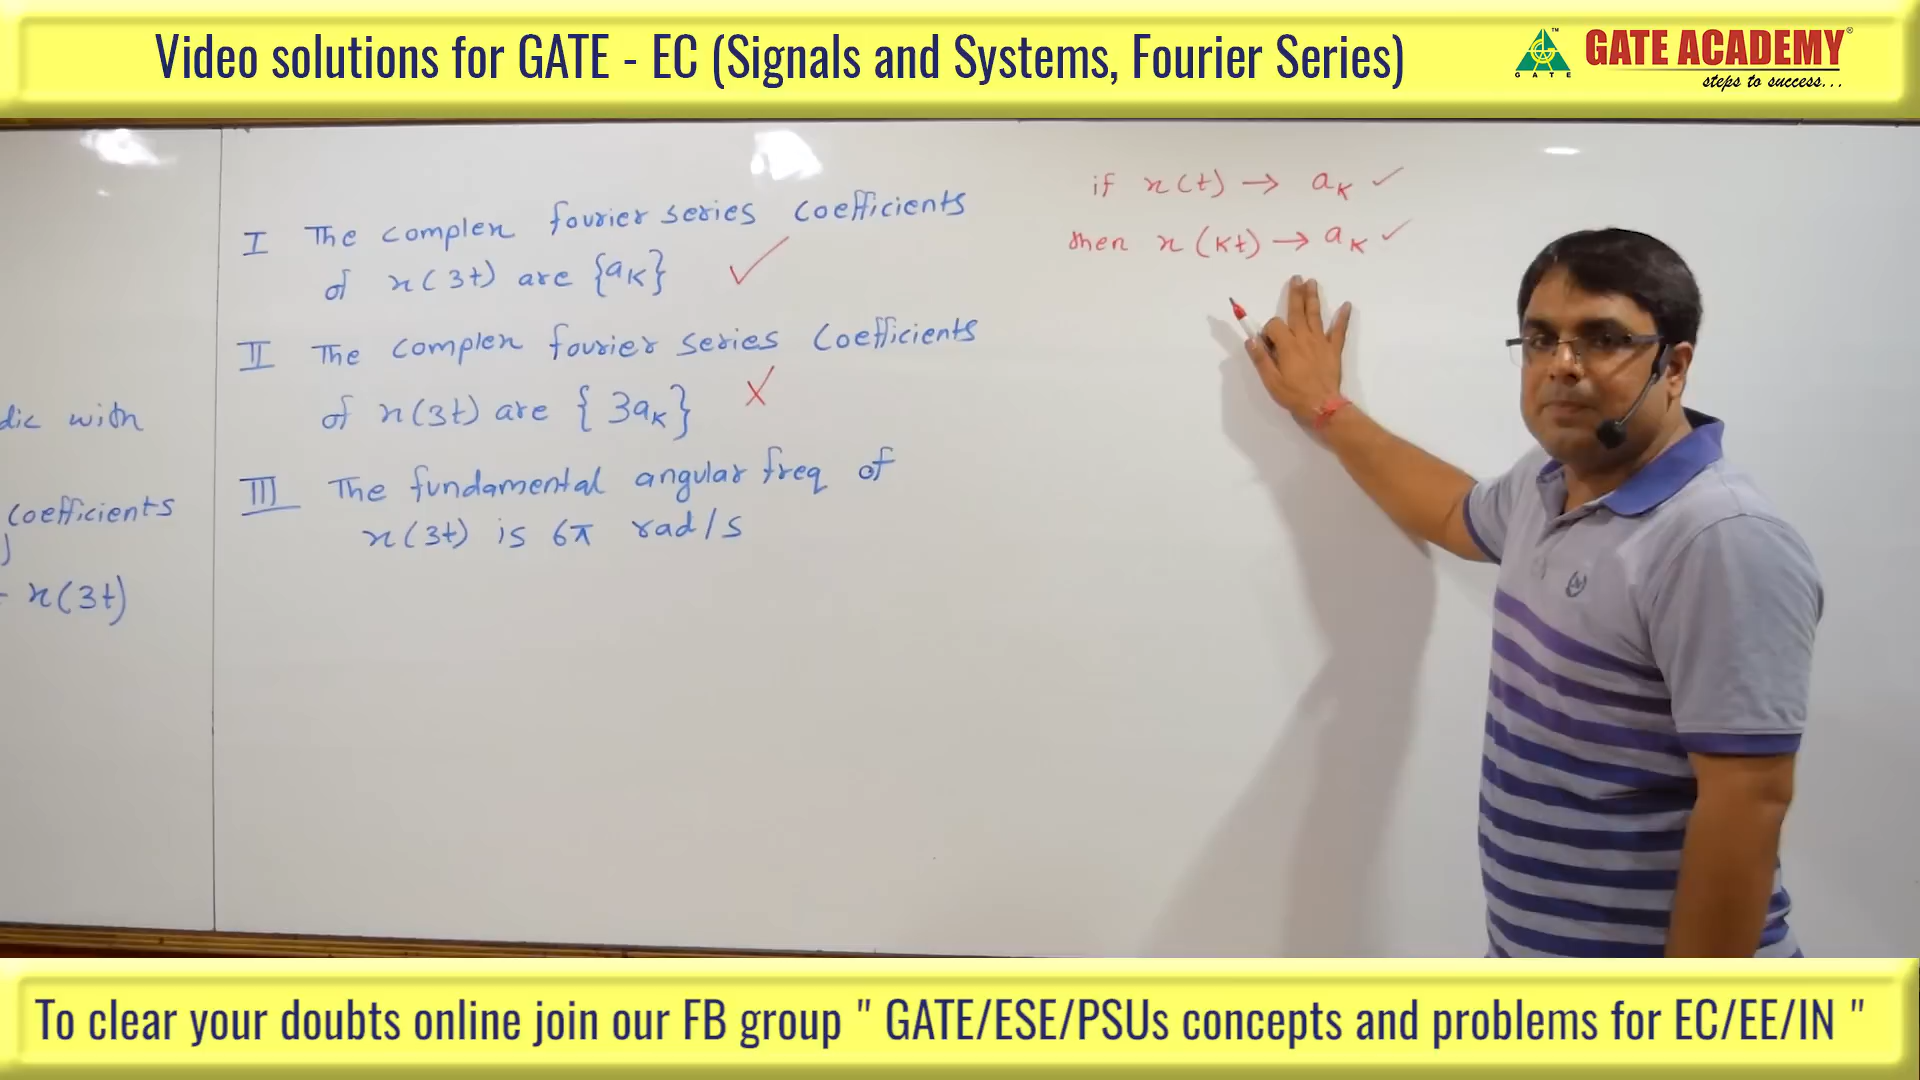 Video solutions for GATE - EC (Signals and Systems, Fourier Series)
GATE
GATE ACADEMY
steps to success...
dic with
coefficients
x(3t)
I The complex fourier series coefficients
of x(3t) are {aK}
II The complex fourier series coefficients
of x(3t) are {3aK}
III The fundamental angular freq of
x(3t) is 6π rad/s
if x(t) → aK ✓
then x(Kt) → aK ✓
To clear your doubts online join our FB group " GATE/ESE/PSUs concepts and problems for EC/EE/IN "